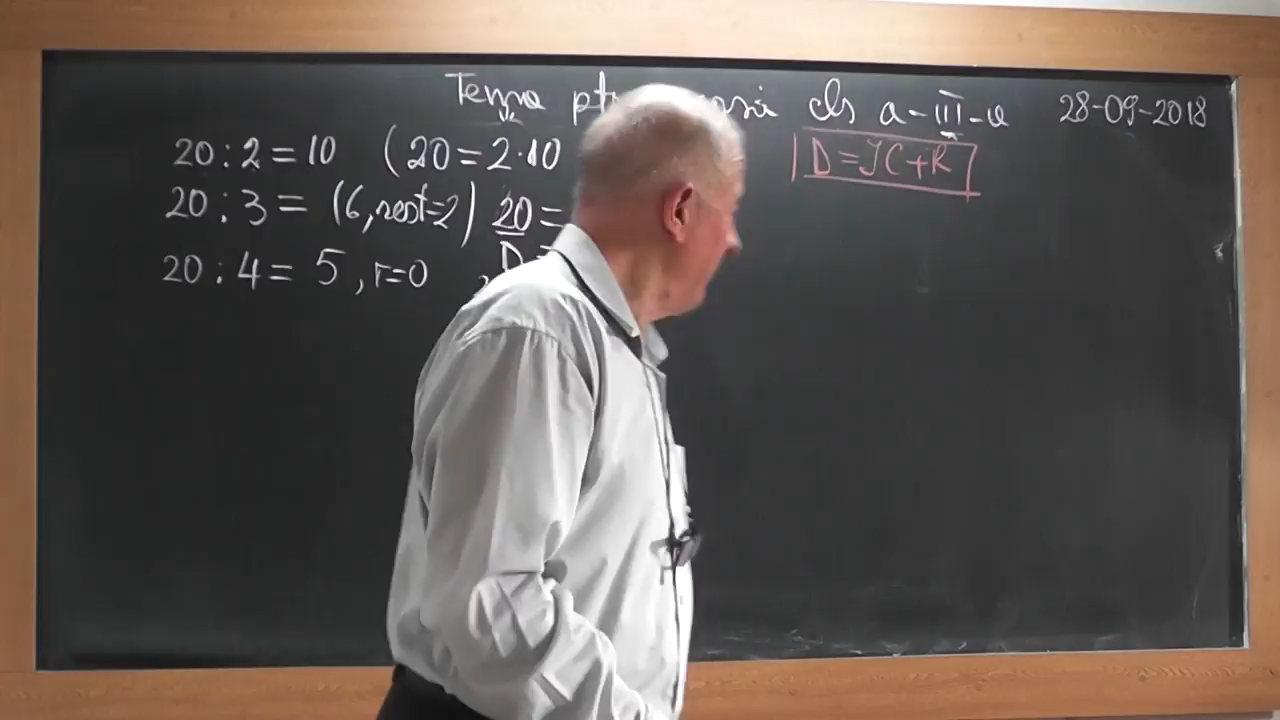 Tema cls a-III-a 28-09-2018
20:2=10 (20=2·10
D=ÎC+R
20:3= (6, rest=2) 20=
20:4= 5, r=0 D=